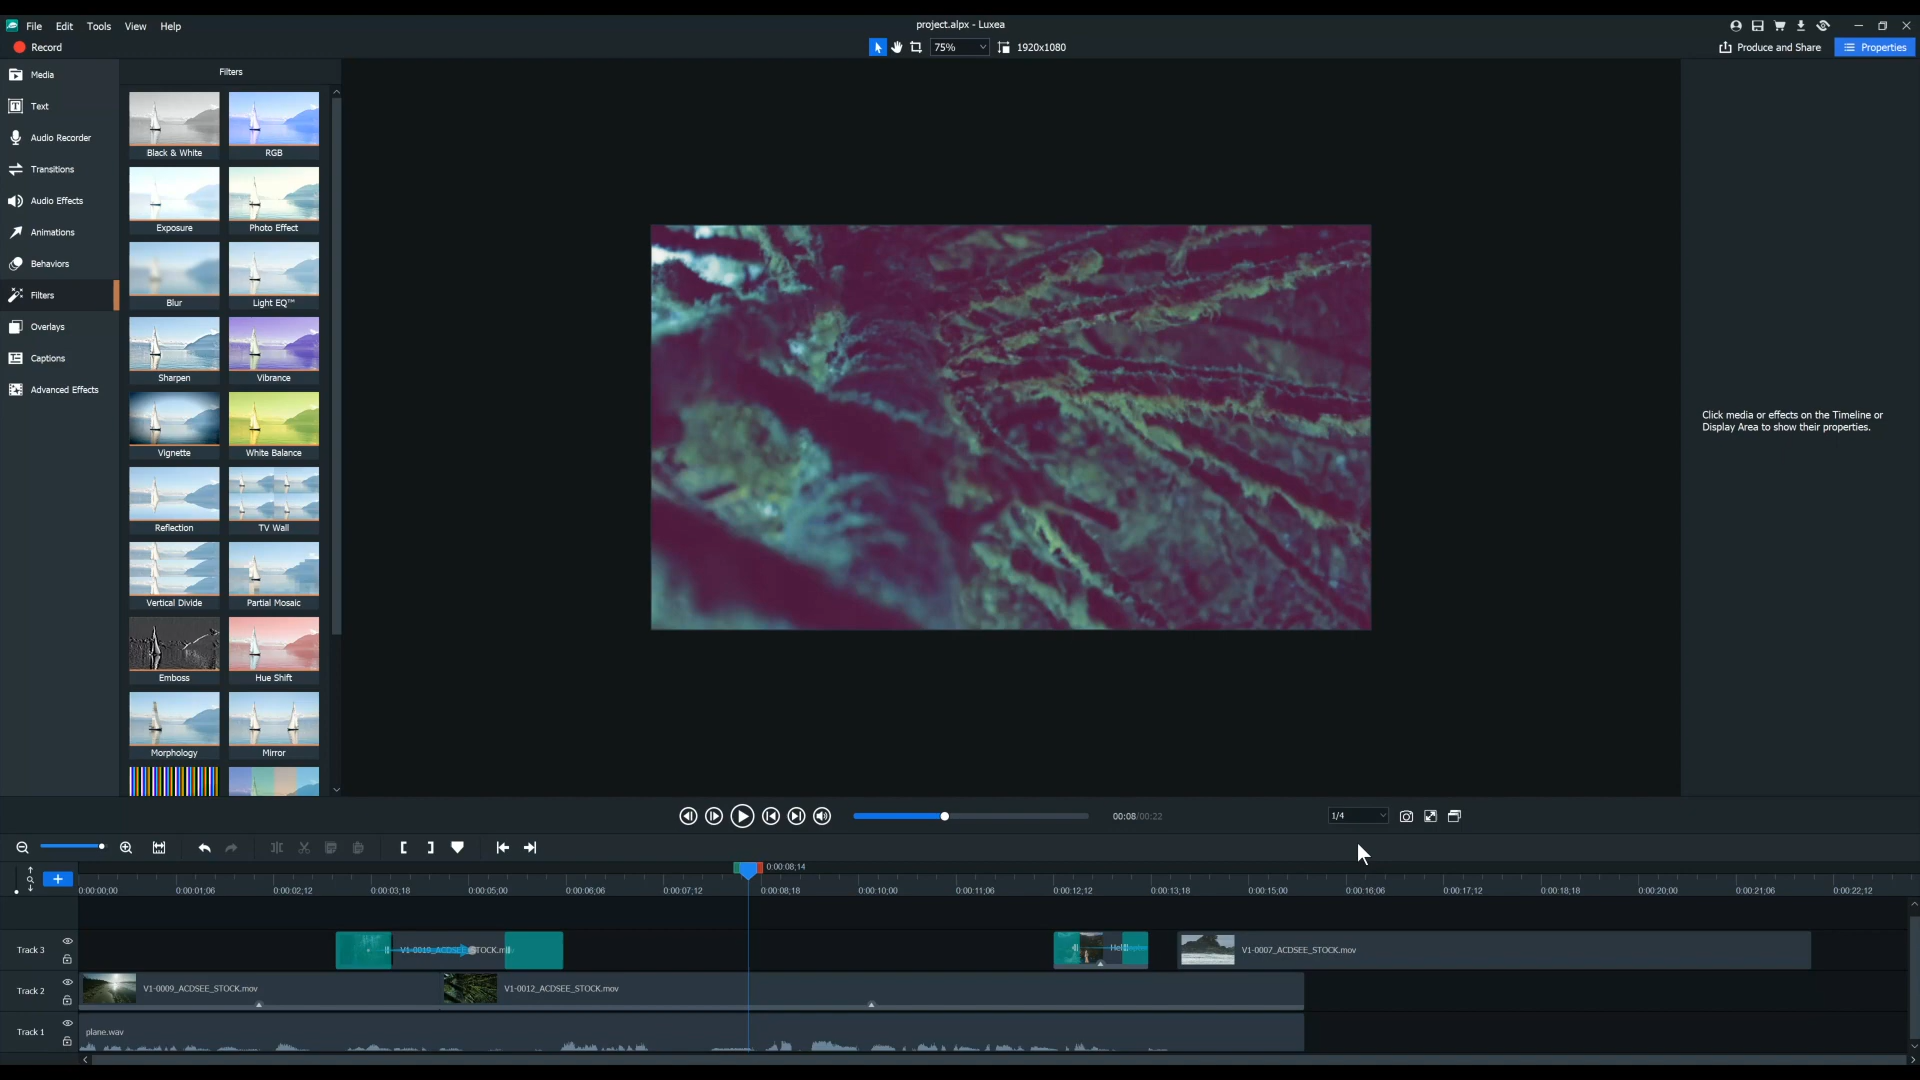 File Edit Tools View Help
project.alpx - Luxea
Record
75%
1920x1080
Produce and Share
Properties
Media
Text
Audio Recorder
Transitions
Audio Effects
Animations
Behaviors
Filters
Overlays
Captions
Advanced Effects
Filters
Black & White
RGB
Exposure
Photo Effect
Blur
Light EQ™
Sharpen
Vibrance
Vignette
White Balance
Reflection
TV Wall
Vertical Divide
Partial Mosaic
Emboss
Hue Shift
Morphology
Mirror
Click media or effects on the Timeline or
Display Area to show their properties.
00:08/00:22
1/4
0:00:08;14
0:00:00;00 0:00:01;06 0:00:02;12 0:00:03;18 0:00:05;00 0:00:06;06 0:00:07;12 0:00:08;18 0:00:10;00 0:00:11;06 0:00:12;12 0:00:13;18 0:00:15;00 0:00:16;06 0:00:17;12 0:00:18;18 0:00:20;00 0:00:21;06 0:00:22;12
Track 3
V1-0007_ACDSEE_STOCK.mov
Track 2
V1-0009_ACDSEE_STOCK.mov
V1-0012_ACDSEE_STOCK.mov
Track 1
plane.wav